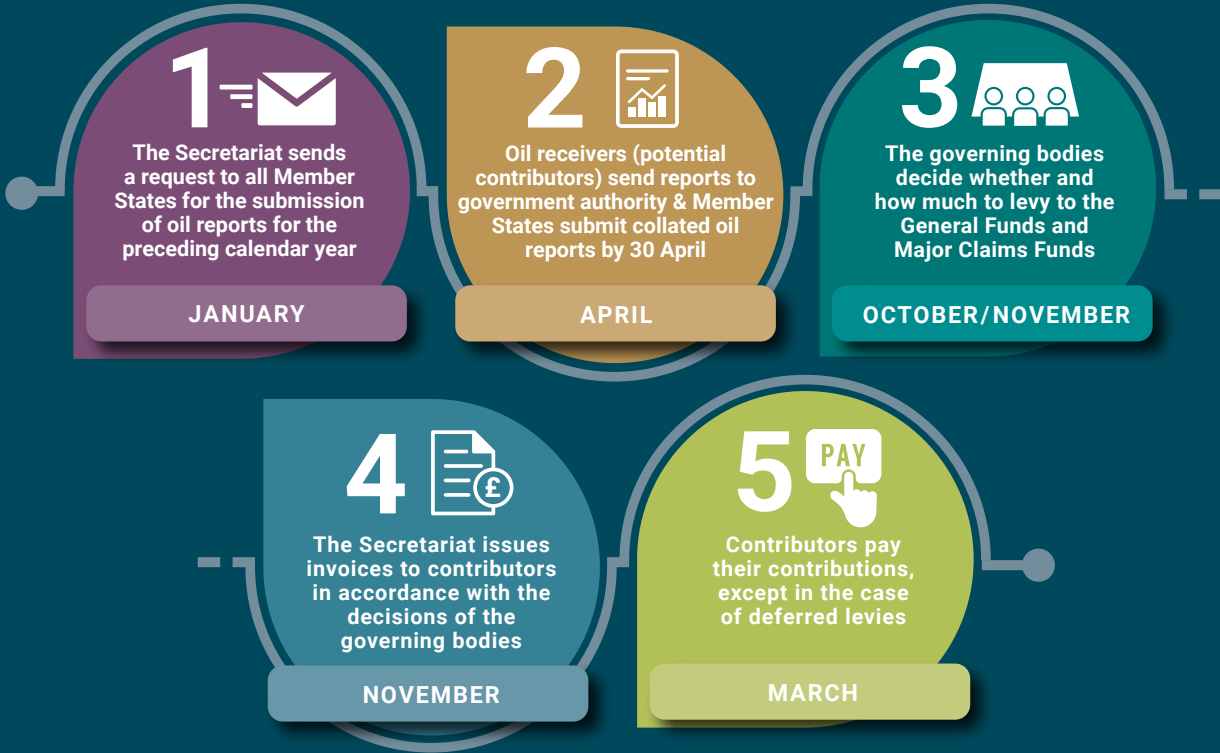 1
The Secretariat sends
a request to all Member
States for the submission
of oil reports for the
preceding calendar year
JANUARY
2
Oil receivers (potential
contributors) send reports to
government authority & Member
States submit collated oil
reports by 30 April
APRIL
3
The governing bodies
decide whether and
how much to levy to the
General Funds and
Major Claims Funds
OCTOBER/NOVEMBER
4
£
The Secretariat issues
invoices to contributors
in accordance with the
decisions of the
governing bodies
NOVEMBER
5
PAY
Contributors pay
their contributions,
except in the case
of deferred levies
MARCH